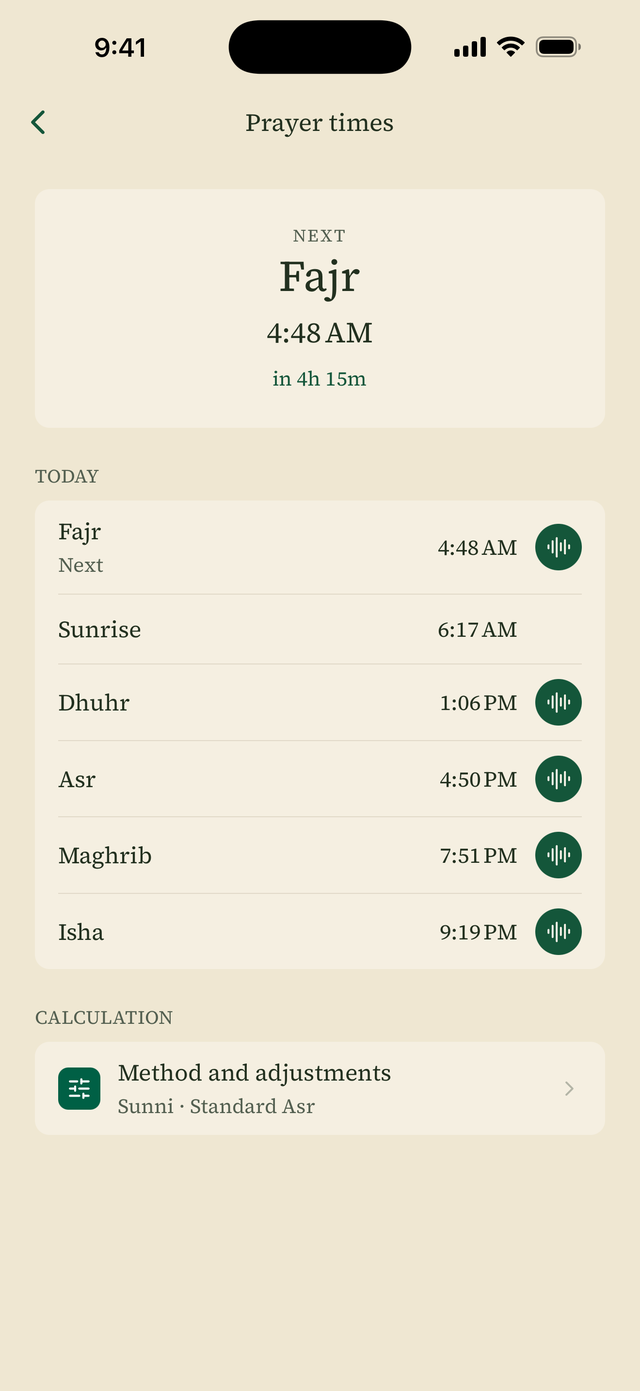 9:41
Prayer times
NEXT
Fajr
4:48 AM
in 4h 15m
TODAY
Fajr
Next
4:48 AM
Sunrise
6:17 AM
Dhuhr
1:06 PM
Asr
4:50 PM
Maghrib
7:51 PM
Isha
9:19 PM
CALCULATION
Method and adjustments
Sunni · Standard Asr